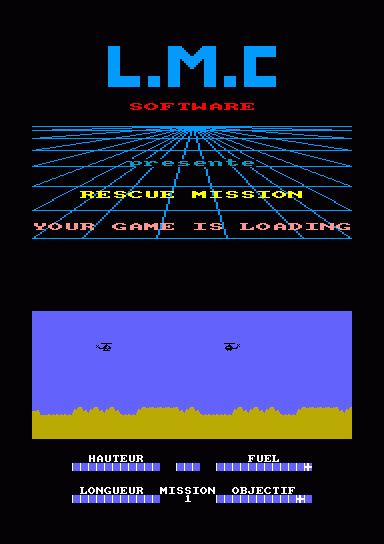 L.M.C
SOFTWARE
presente
RESCUE MISSION
YOUR GAME IS LOADING
HAUTEUR FUEL
LONGUEUR MISSION OBJECTIF
1